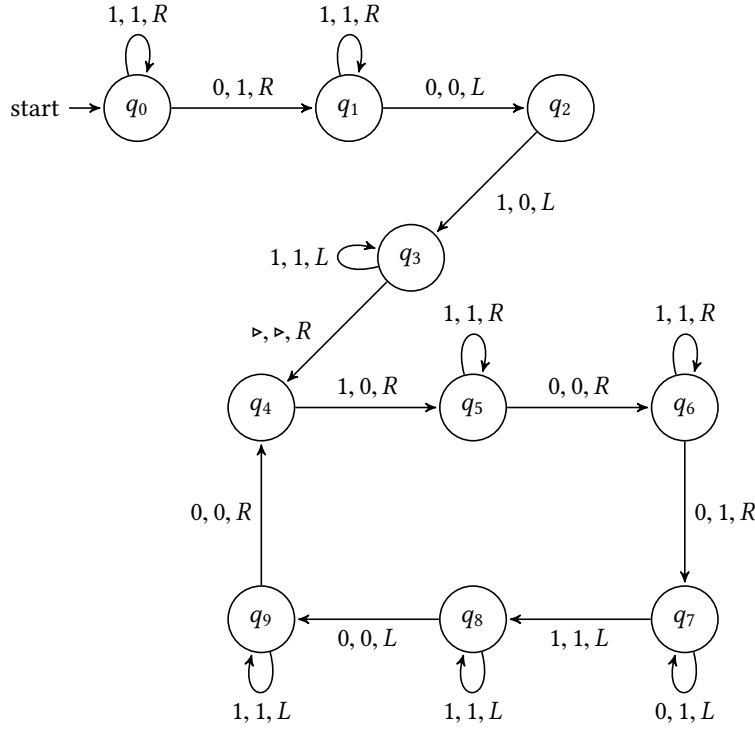 1, 1, R 1, 1, R
start q₀ 0, 1, R q₁ 0, 0, L q₂
1, 0, L
1, 1, L q₃
▹, ▹, R 1, 1, R 1, 1, R
q₄ 1, 0, R q₅ 0, 0, R q₆
0, 0, R 0, 1, R
q₉ 0, 0, L q₈ 1, 1, L q₇
1, 1, L 1, 1, L 0, 1, L